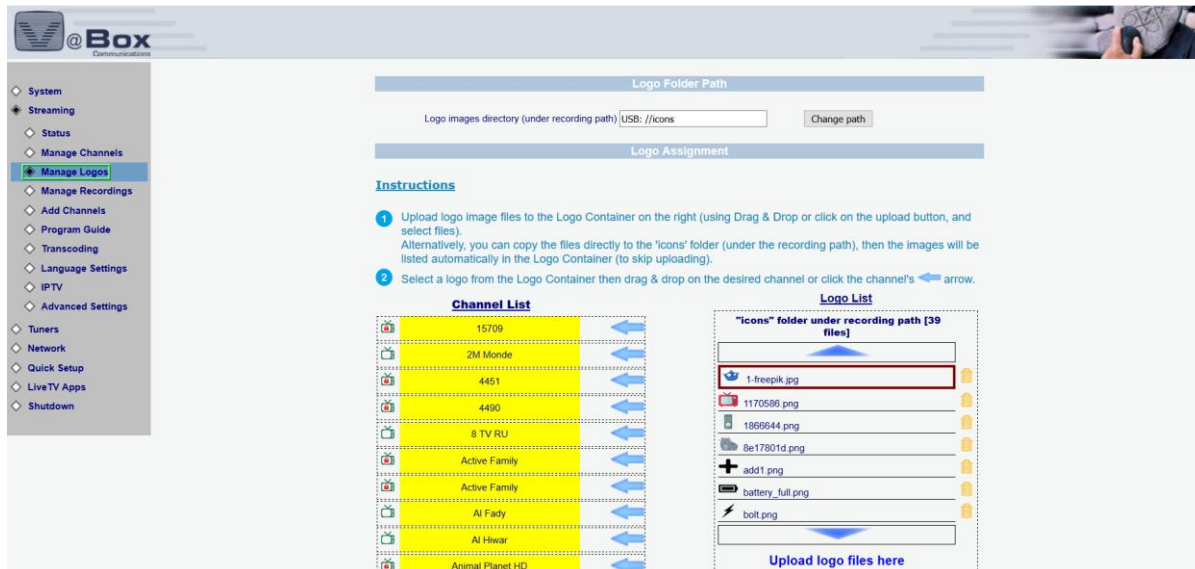 V@Box
Communications
System
Streaming
Status
Manage Channels
Manage Logos
Manage Recordings
Add Channels
Program Guide
Transcoding
Language Settings
IPTV
Advanced Settings
Tuners
Network
Quick Setup
LiveTV Apps
Shutdown
Logo Folder Path
Logo images directory (under recording path) USB: //icons Change path
Logo Assignment
Instructions
1 Upload logo image files to the Logo Container on the right (using Drag & Drop or click on the upload button, and
select files).
Alternatively, you can copy the files directly to the 'icons' folder (under the recording path), then the images will be
listed automatically in the Logo Container (to skip uploading).
2 Select a logo from the Logo Container then drag & drop on the desired channel or click the channel's arrow.
Channel List
15709
2M Monde
4451
4490
8 TV RU
Active Family
Active Family
Al Fady
Al Hiwar
Animal Planet HD
Logo List
"icons" folder under recording path [39
files]
1-freepik.jpg
1170586.png
1866644.png
8e17801d.png
add1.png
battery_full.png
bolt.png
Upload logo files here